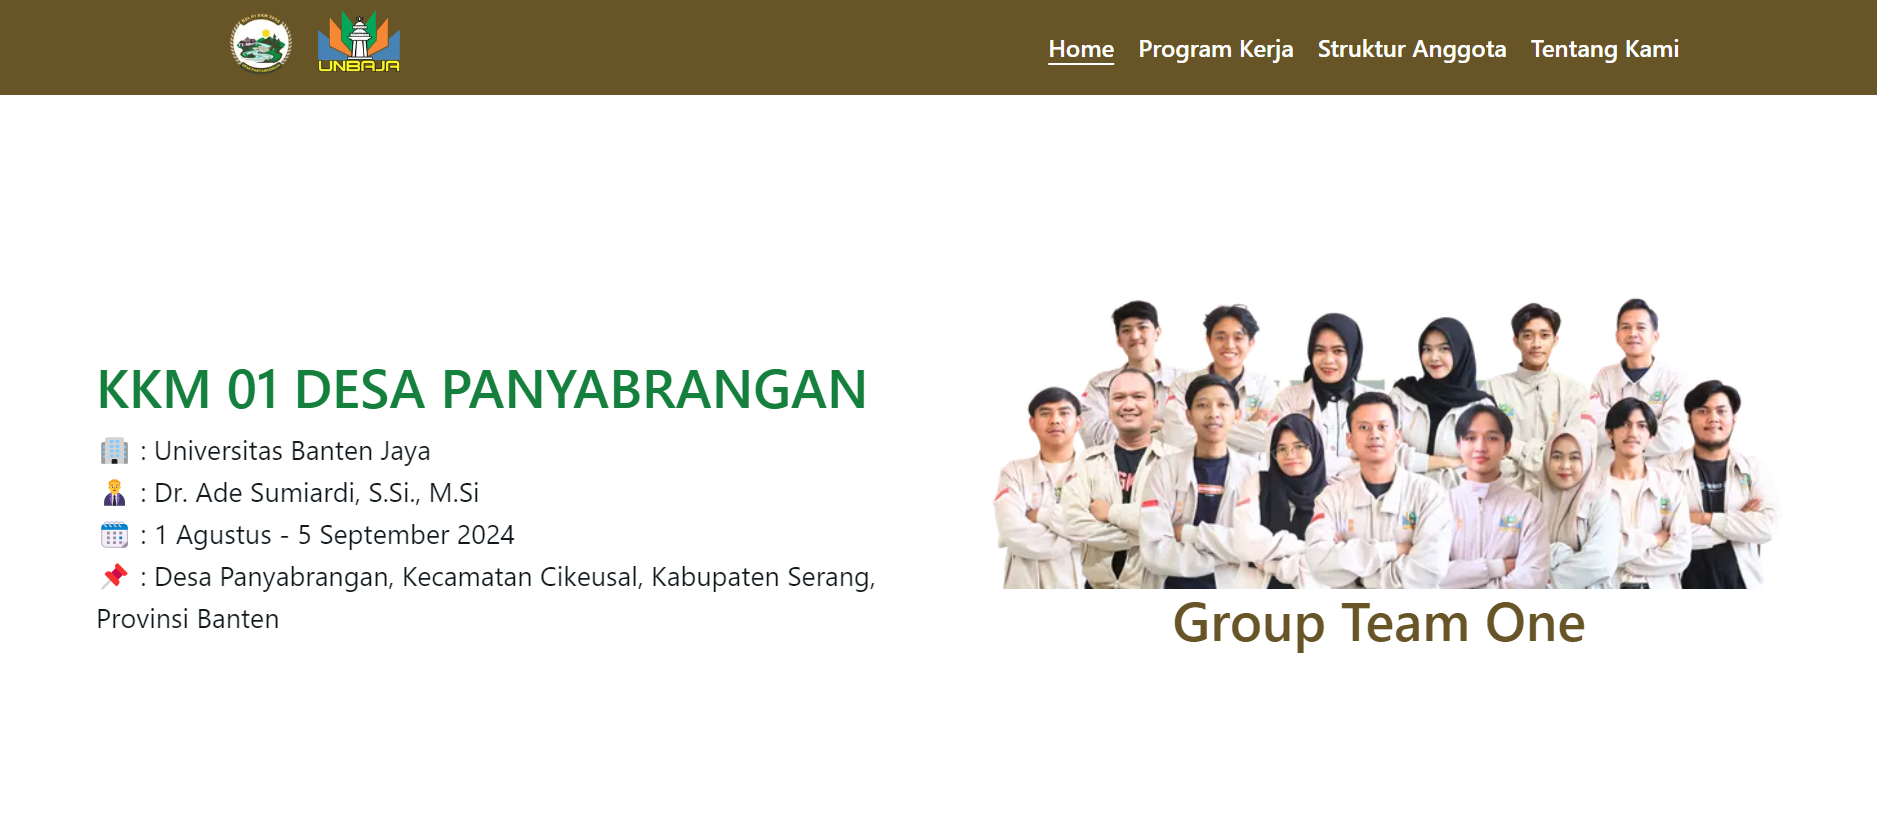 UNBAJA
Home Program Kerja Struktur Anggota Tentang Kami
KKM 01 DESA PANYABRANGAN
: Universitas Banten Jaya
: Dr. Ade Sumiardi, S.Si., M.Si
: 1 Agustus - 5 September 2024
: Desa Panyabrangan, Kecamatan Cikeusal, Kabupaten Serang,
Provinsi Banten
Group Team One